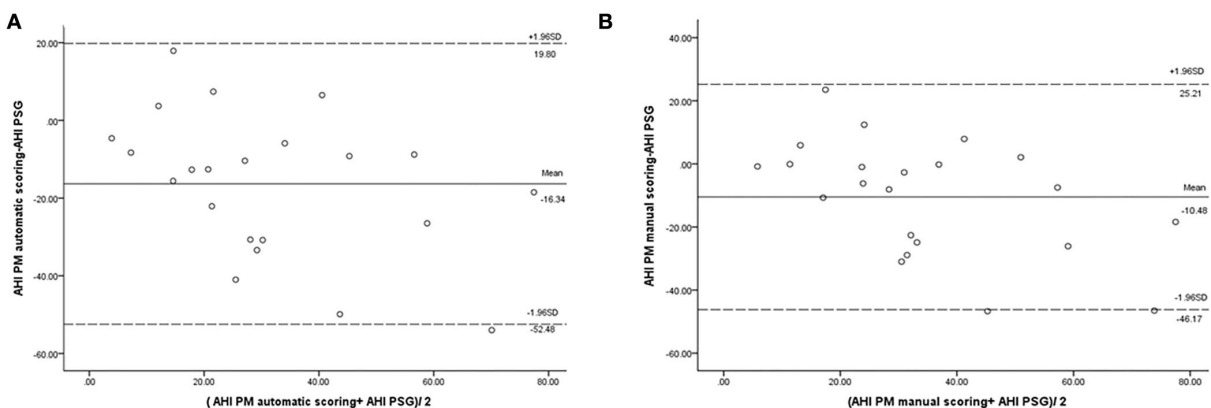 A
AHI PM automatic scoring-AHI PSG
20.00
.00
-20.00
-40.00
-60.00
+1.96SD
19.80
Mean
-16.34
-1.96SD
-52.48
.00 20.00 40.00 60.00 80.00
( AHI PM automatic scoring+ AHI PSG)/ 2
B
AHI PM manual scoring-AHI PSG
40.00
20.00
.00
-20.00
-40.00
-60.00
+1.96SD
25.21
Mean
-10.48
-1.96SD
-46.17
.00 20.00 40.00 60.00 80.00
(AHI PM manual scoring+ AHI PSG)/ 2